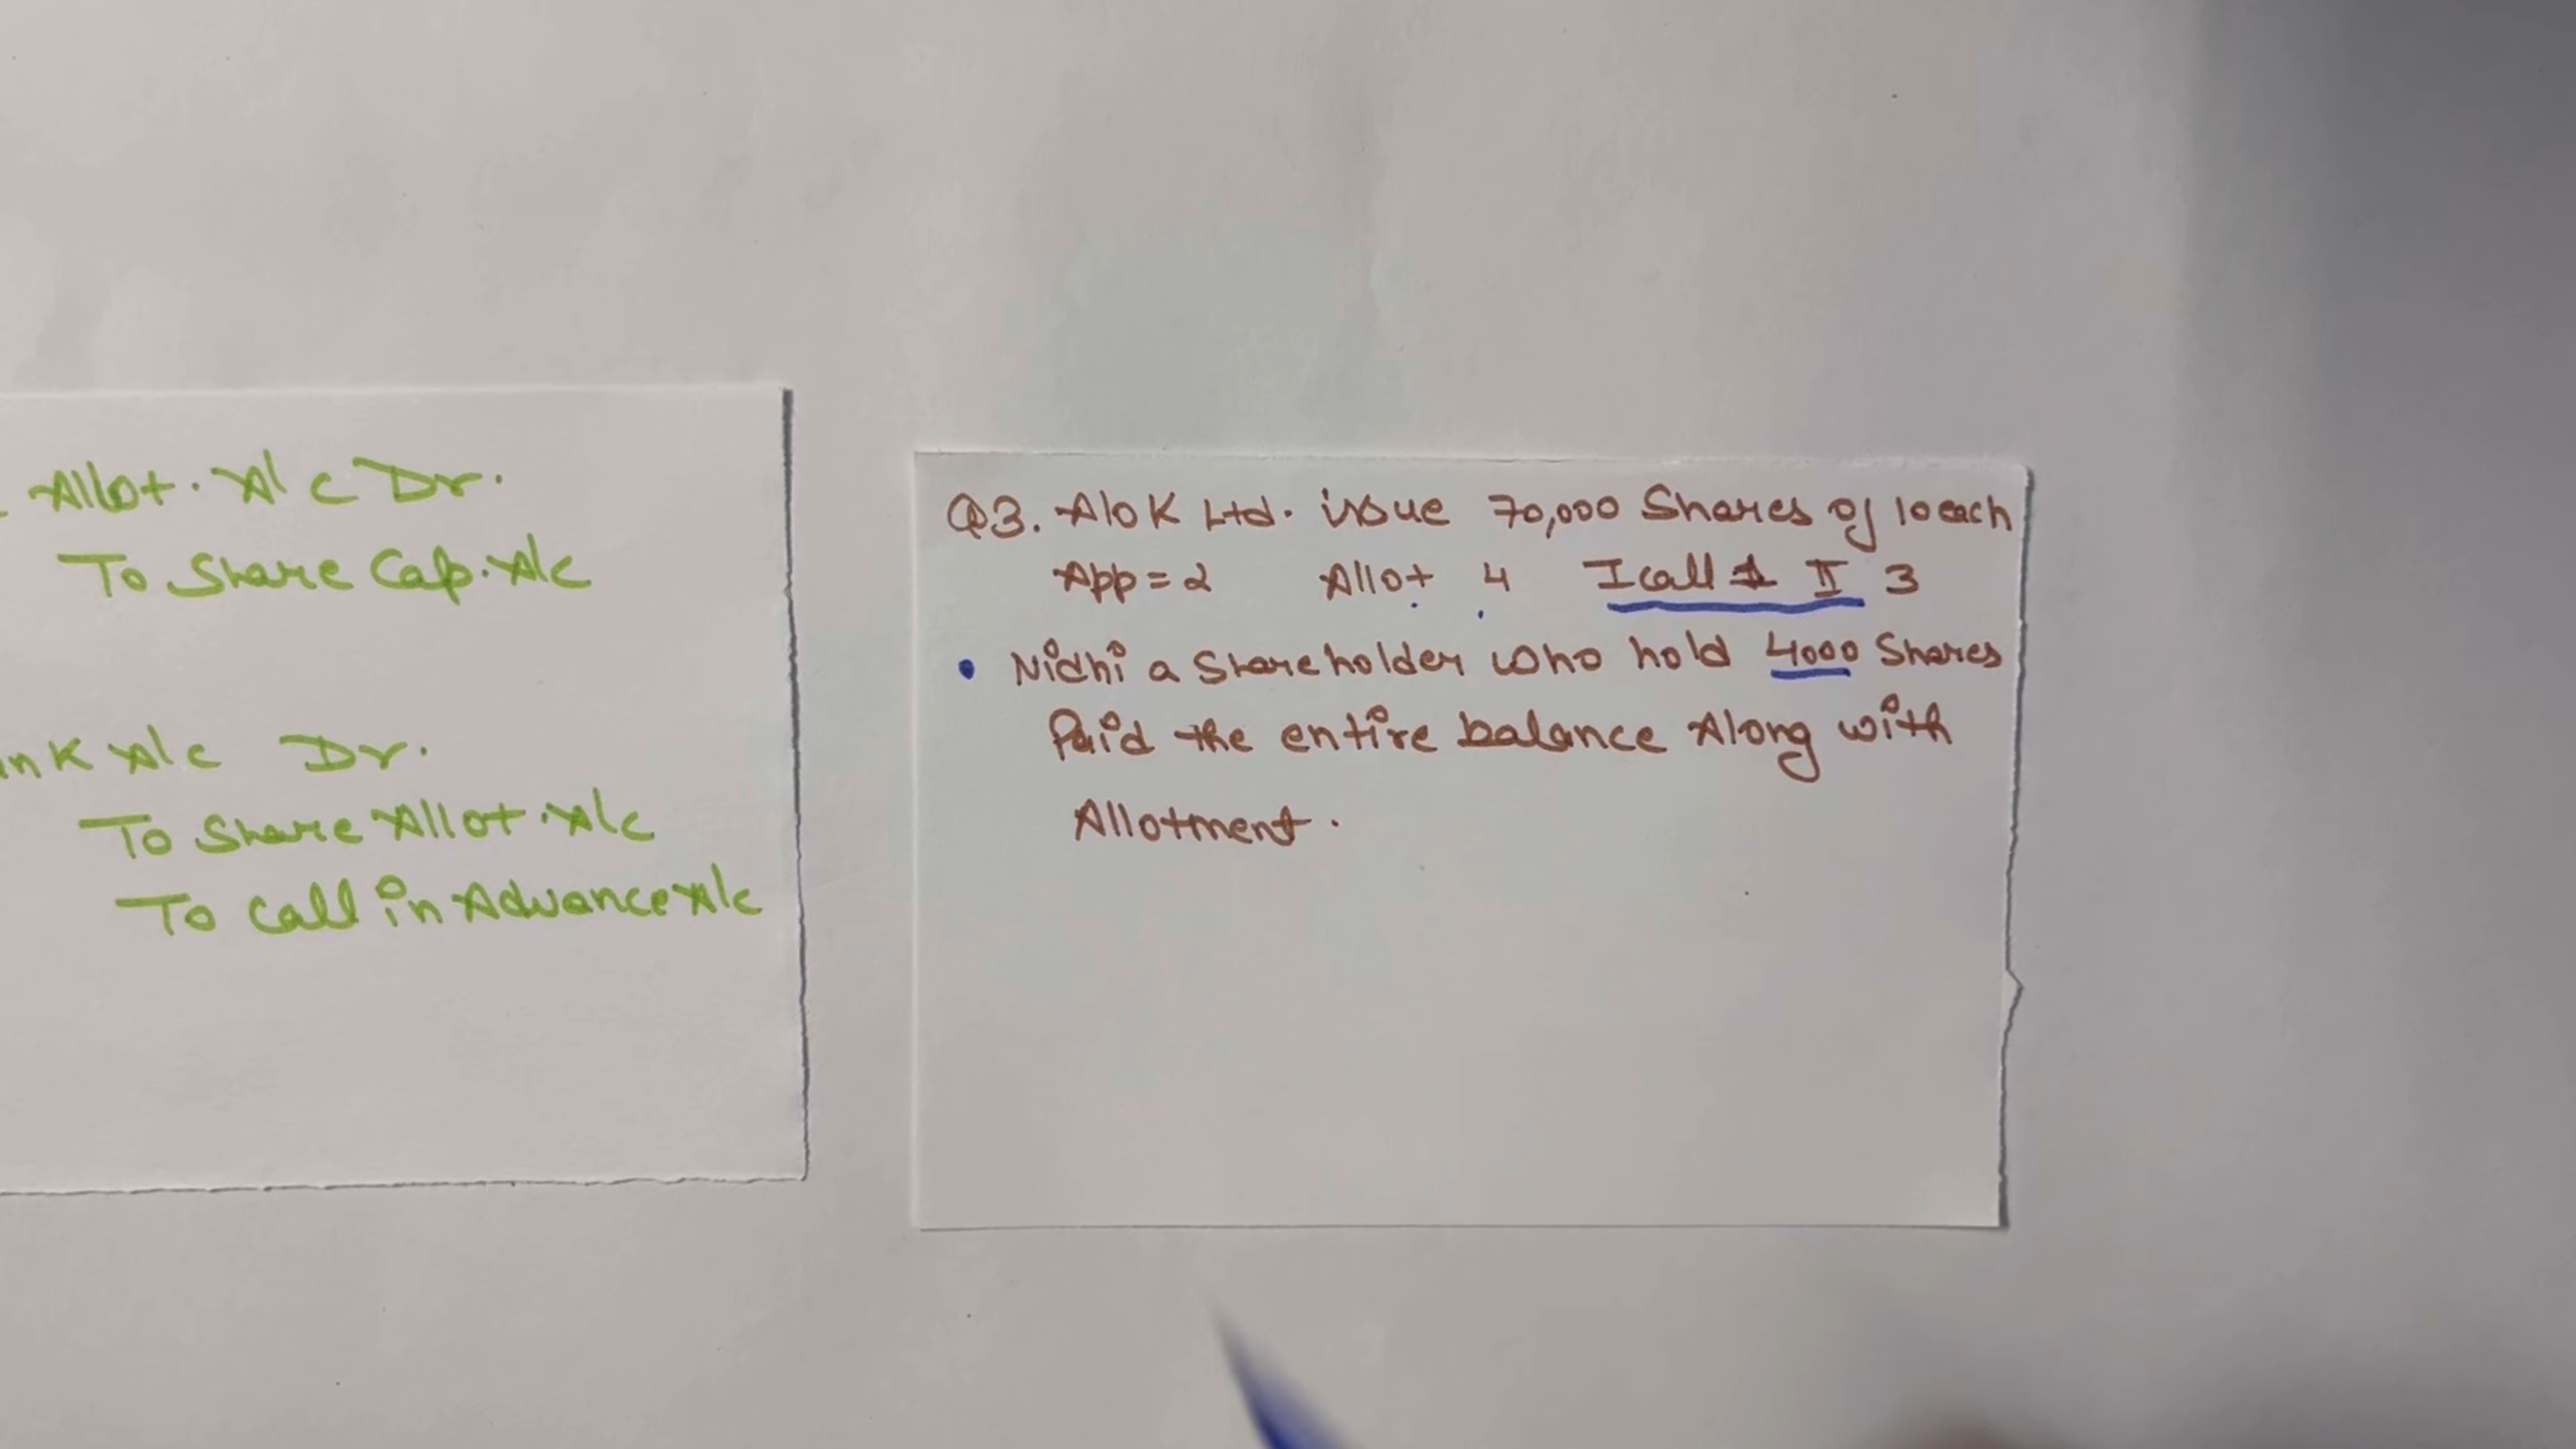 Allot. A/c Dr.
To Share Cap. A/c
A/c Dr.
To Share Allot. A/c
To Call in Advance A/c
Q3. Alok Ltd. issue 70,000 Shares of 10 each
App = 2 Allot 4 I call 1 II 3
• Nidhi a Shareholder who hold 4000 Shares
Paid the entire balance Along with
Allotment.